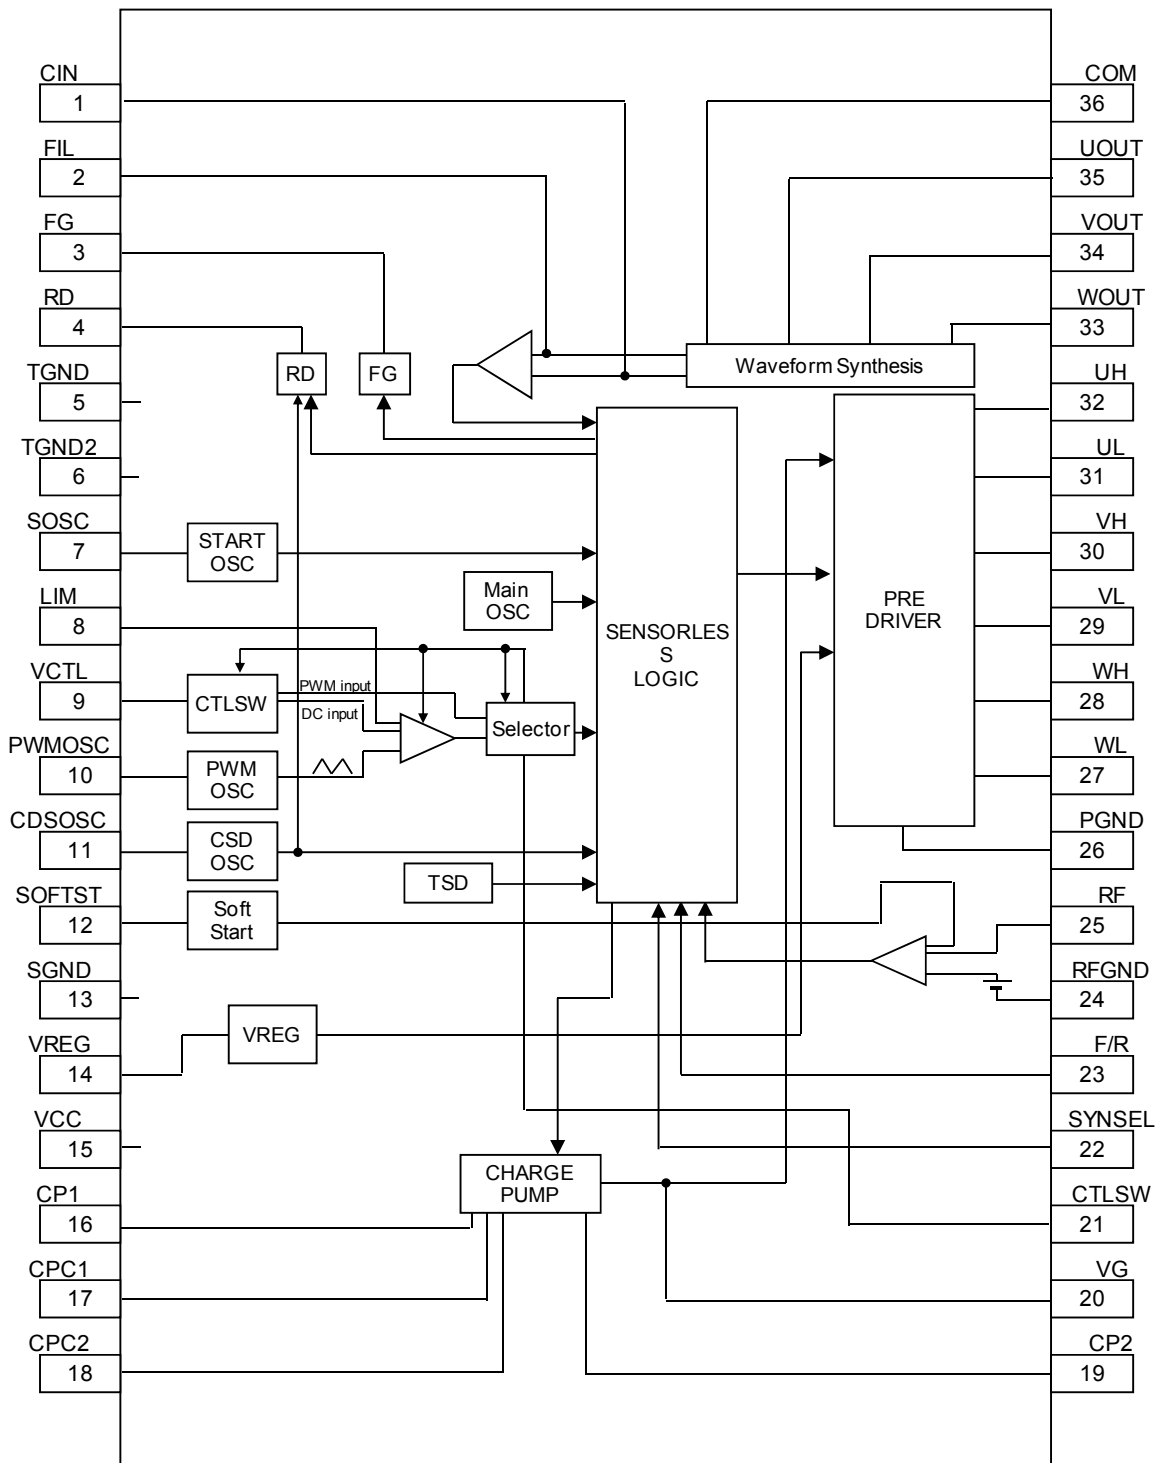 CIN
1
FIL
2
FG
3
RD
4
TGND
5
TGND2
6
SOSC
7
LIM
8
VCTL
9
PWMOSC
10
CDSOSC
11
SOFTST
12
SGND
13
VREG
14
VCC
15
CP1
16
CPC1
17
CPC2
18
RD
FG
START
OSC
Main
OSC
CTLSW
PWM input
DC input
Selector
PWM
OSC
CSD
OSC
TSD
Soft
Start
VREG
CHARGE
PUMP
SENSORLES
S
LOGIC
Waveform Synthesis
PRE
DRIVER
COM
36
UOUT
35
VOUT
34
WOUT
33
UH
32
UL
31
VH
30
VL
29
WH
28
WL
27
PGND
26
RF
25
RFGND
24
F/R
23
SYNSEL
22
CTLSW
21
VG
20
CP2
19